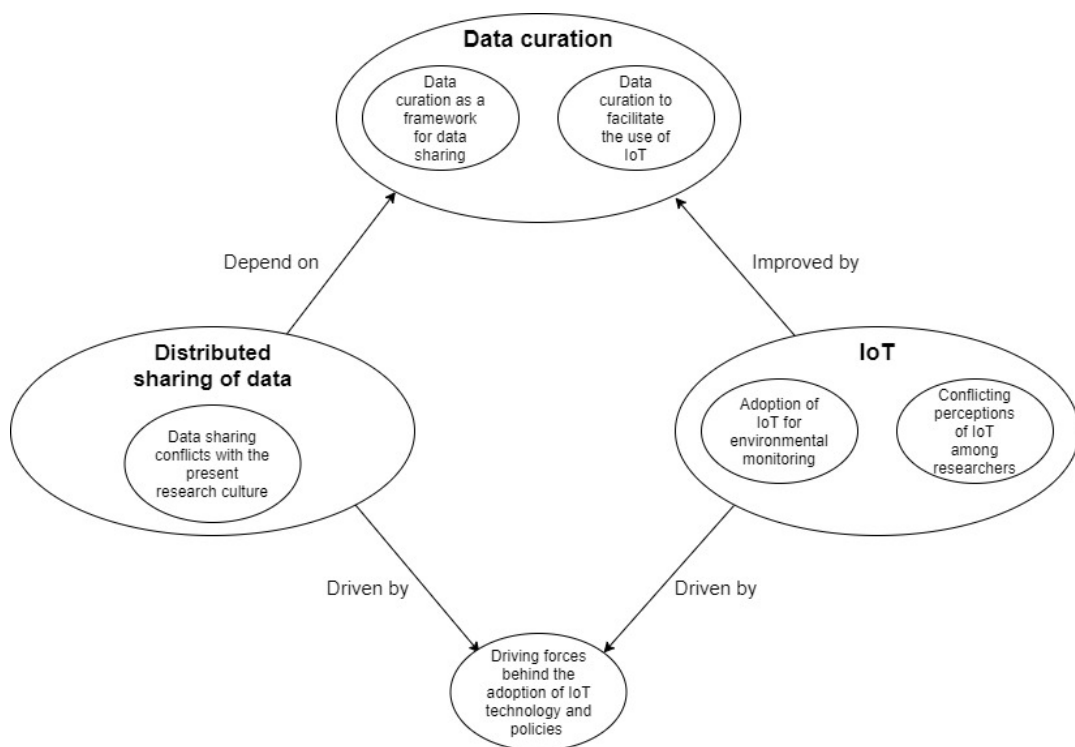 Data curation
Data
curation as a
framework
for data
sharing
Data
curation to
facilitate
the use of
IoT
Depend on
Improved by
Distributed
sharing of data
Data sharing
conflicts with the
present
research culture
IoT
Adoption of
IoT for
environmental
monitoring
Conflicting
perceptions
of IoT
among
researchers
Driven by
Driven by
Driving forces
behind the
adoption of IoT
technology and
policies